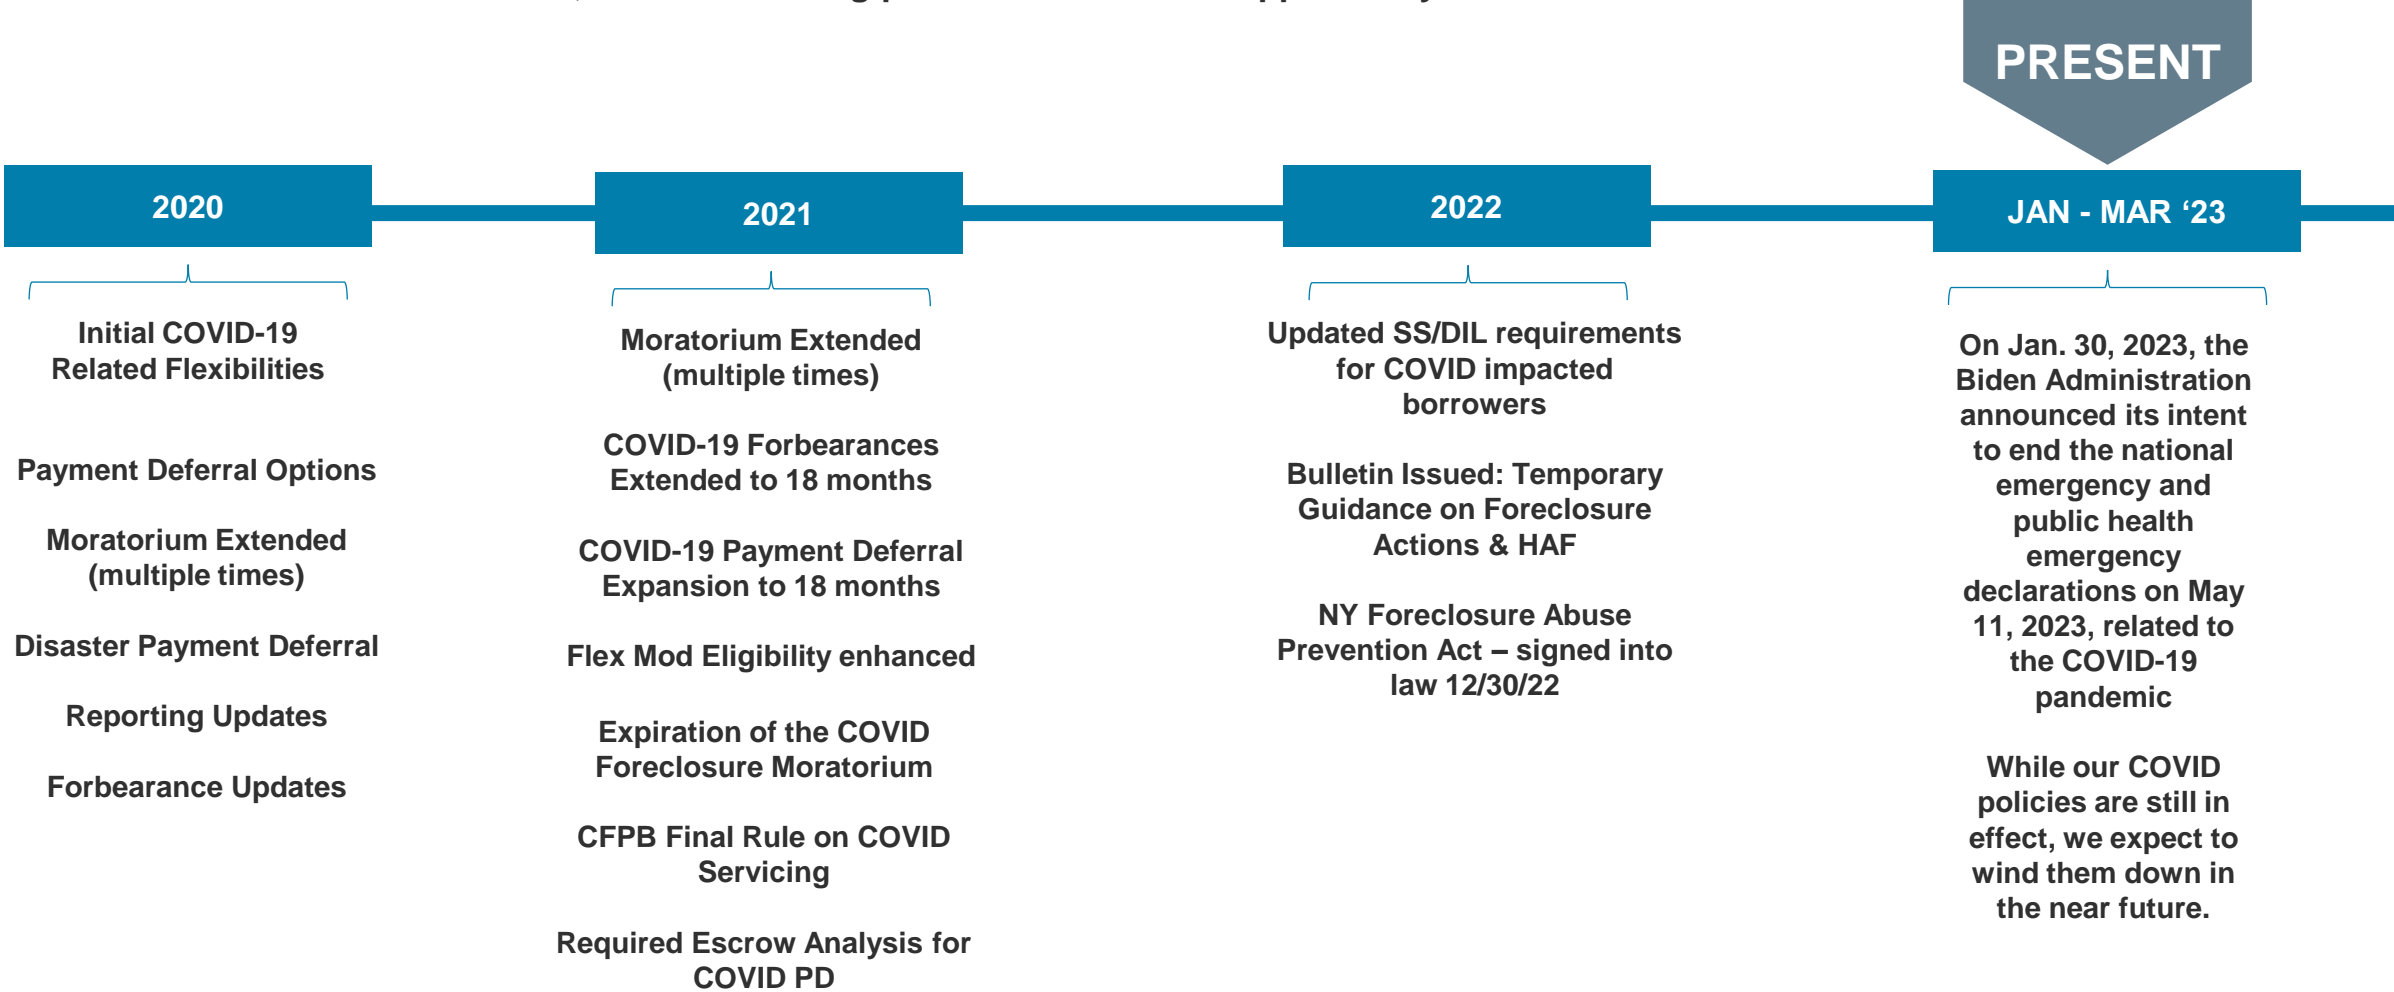 PRESENT
2020
Initial COVID-19
Related Flexibilities
Payment Deferral Options
Moratorium Extended
(multiple times)
Disaster Payment Deferral
Reporting Updates
Forbearance Updates
2021
Moratorium Extended
(multiple times)
COVID-19 Forbearances
Extended to 18 months
COVID-19 Payment Deferral
Expansion to 18 months
Flex Mod Eligibility enhanced
Expiration of the COVID
Foreclosure Moratorium
CFPB Final Rule on COVID
Servicing
Required Escrow Analysis for
COVID PD
2022
Updated SS/DIL requirements
for COVID impacted
borrowers
Bulletin Issued: Temporary
Guidance on Foreclosure
Actions & HAF
NY Foreclosure Abuse
Prevention Act – signed into
law 12/30/22
JAN - MAR ‘23
On Jan. 30, 2023, the
Biden Administration
announced its intent
to end the national
emergency and
public health
emergency
declarations on May
11, 2023, related to
the COVID-19
pandemic
While our COVID
policies are still in
effect, we expect to
wind them down in
the near future.